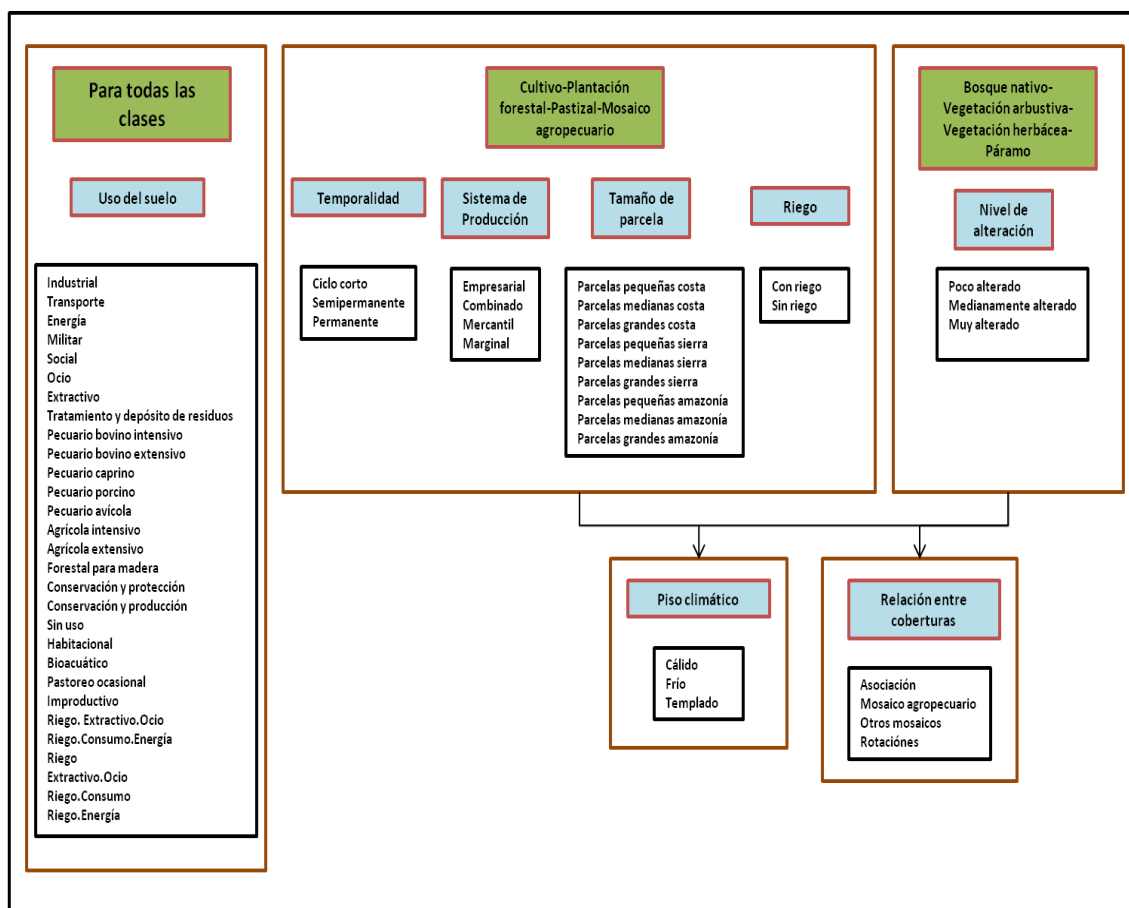 Para todas las
clases
Uso del suelo
Industrial
Transporte
Energía
Militar
Social
Ocio
Extractivo
Tratamiento y depósito de residuos
Pecuario bovino intensivo
Pecuario bovino extensivo
Pecuario caprino
Pecuario porcino
Pecuario avícola
Agrícola intensivo
Agrícola extensivo
Forestal para madera
Conservación y protección
Conservación y producción
Sin uso
Habitacional
Bioacuático
Pastoreo ocasional
Improductivo
Riego. Extractivo.Ocio
Riego.Consumo.Energía
Riego
Extractivo.Ocio
Riego.Consumo
Riego.Energía
Cultivo-Plantación
forestal-Pastizal-Mosaico
agropecuario
Temporalidad
Ciclo corto
Semipermanente
Permanente
Sistema de
Producción
Empresarial
Combinado
Mercantil
Marginal
Tamaño de
parcela
Parcelas pequeñas costa
Parcelas medianas costa
Parcelas grandes costa
Parcelas pequeñas sierra
Parcelas medianas sierra
Parcelas grandes sierra
Parcelas pequeñas amazonía
Parcelas medianas amazonía
Parcelas grandes amazonía
Riego
Con riego
Sin riego
Bosque nativo-
Vegetación arbustiva-
Vegetación herbácea-
Páramo
Nivel de
alteración
Poco alterado
Medianamente alterado
Muy alterado
Piso climático
Cálido
Frío
Templado
Relación entre
coberturas
Asociación
Mosaico agropecuario
Otros mosaicos
Rotaciónes